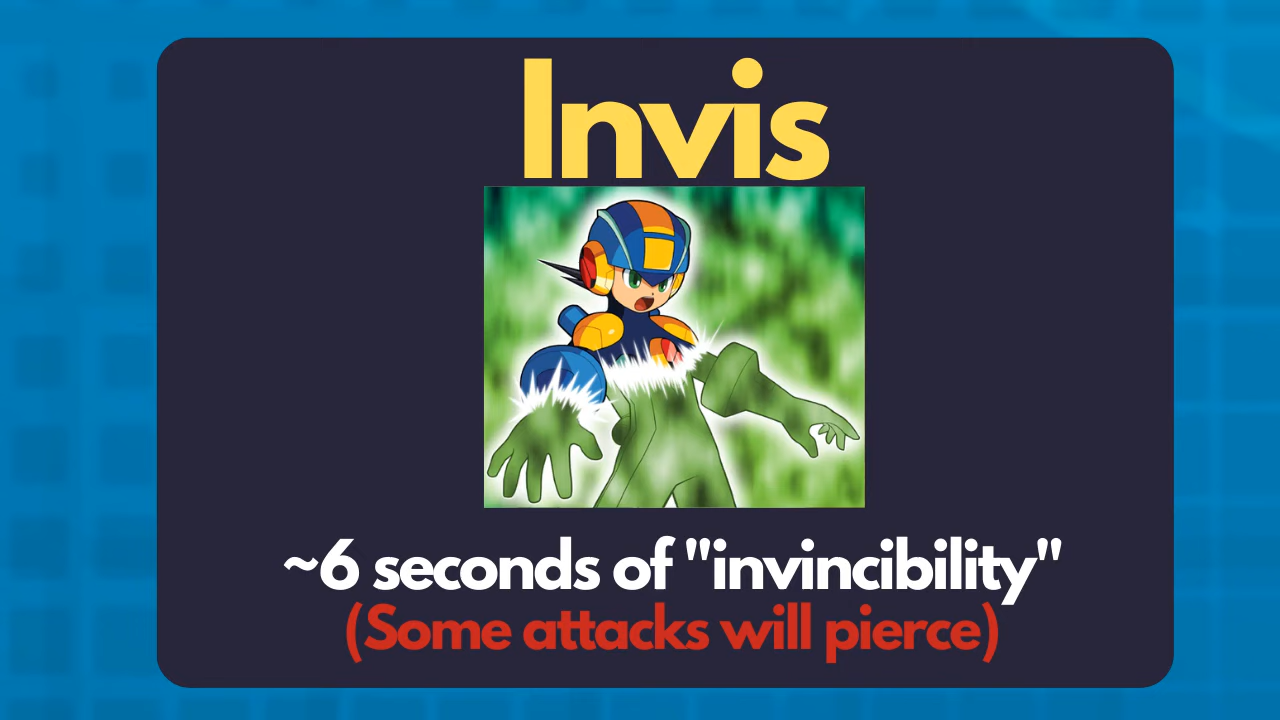 Invis
~6 seconds of "invincibility"
(Some attacks will pierce)